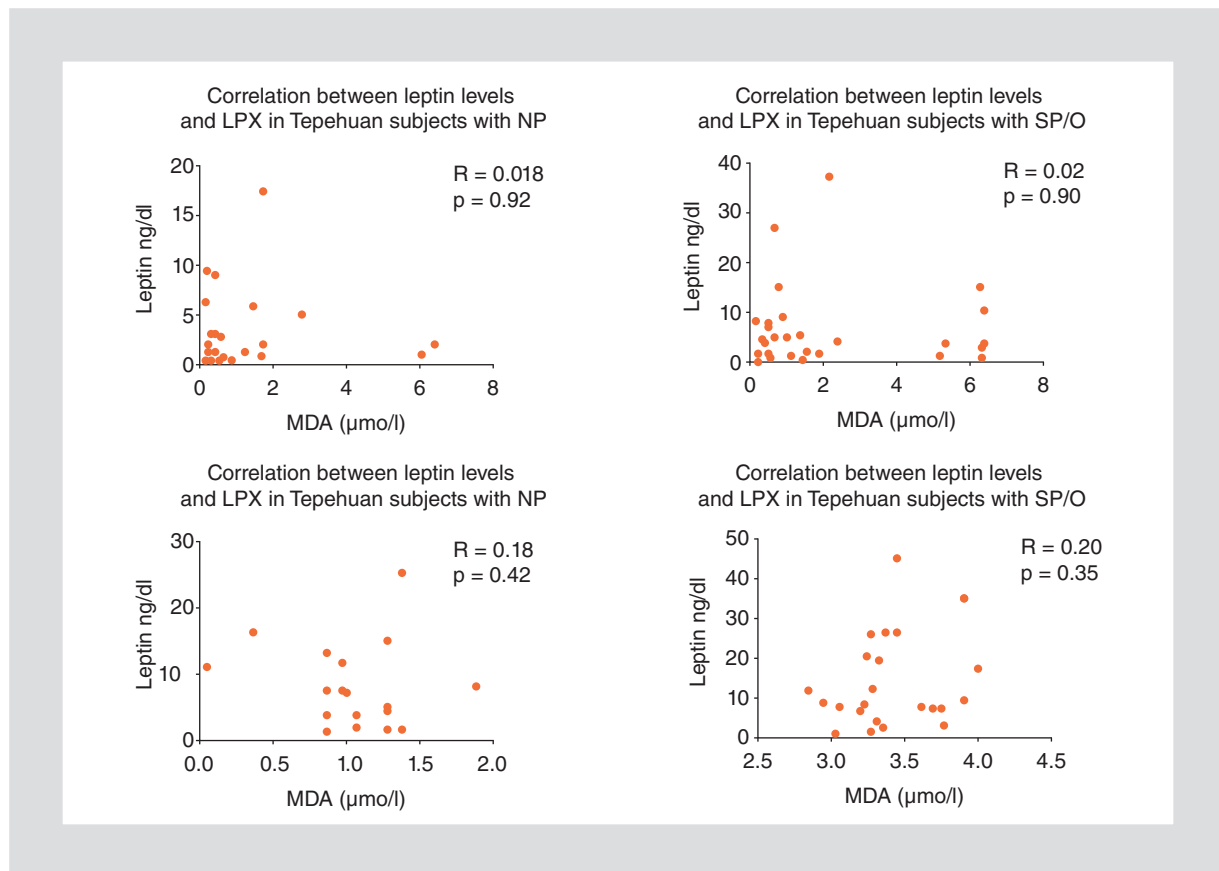 Correlation between leptin levels
and LPX in Tepehuan subjects with NP
R = 0.018
p = 0.92
Leptin ng/dl
20
15
10
5
0
0 2 4 6 8
MDA (µmo/l)
Correlation between leptin levels
and LPX in Tepehuan subjects with SP/O
R = 0.02
p = 0.90
Leptin ng/dl
40
30
20
10
0
0 2 4 6 8
MDA (µmo/l)
Correlation between leptin levels
and LPX in Tepehuan subjects with NP
R = 0.18
p = 0.42
Leptin ng/dl
30
20
10
0
0.0 0.5 1.0 1.5 2.0
MDA (µmo/l)
Correlation between leptin levels
and LPX in Tepehuan subjects with SP/O
R = 0.20
p = 0.35
Leptin ng/dl
50
40
30
20
10
0
2.5 3.0 3.5 4.0 4.5
MDA (µmo/l)